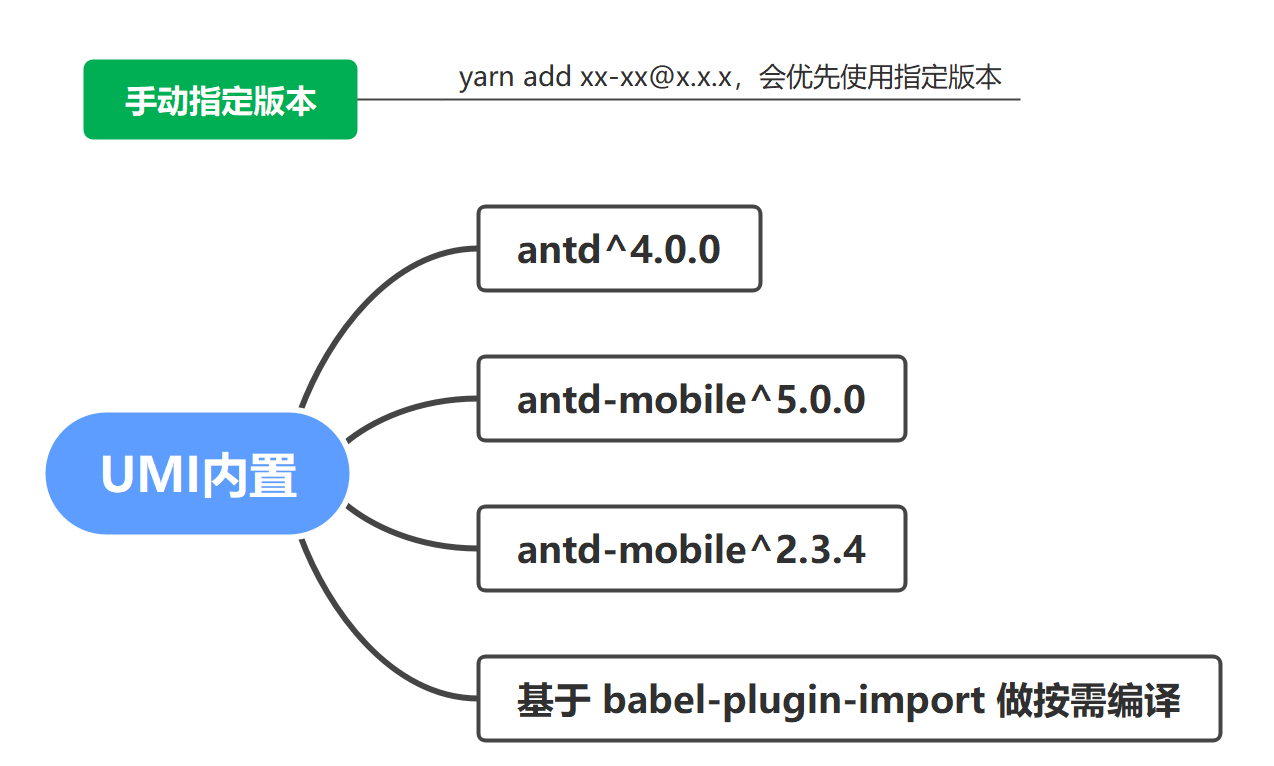 手动指定版本
yarn add xx-xx@x.x.x，会优先使用指定版本
UMI内置
antd^4.0.0
antd-mobile^5.0.0
antd-mobile^2.3.4
基于 babel-plugin-import 做按需编译